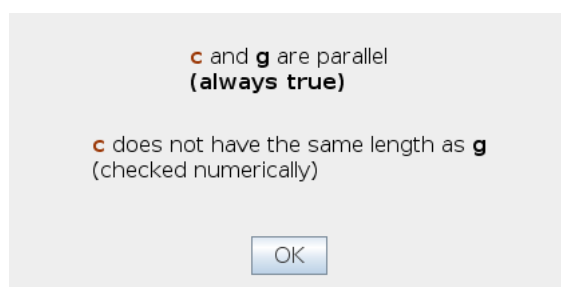 c and g are parallel
(always true)
c does not have the same length as g
(checked numerically)
OK